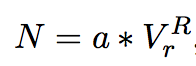 N = a * V_r^R,